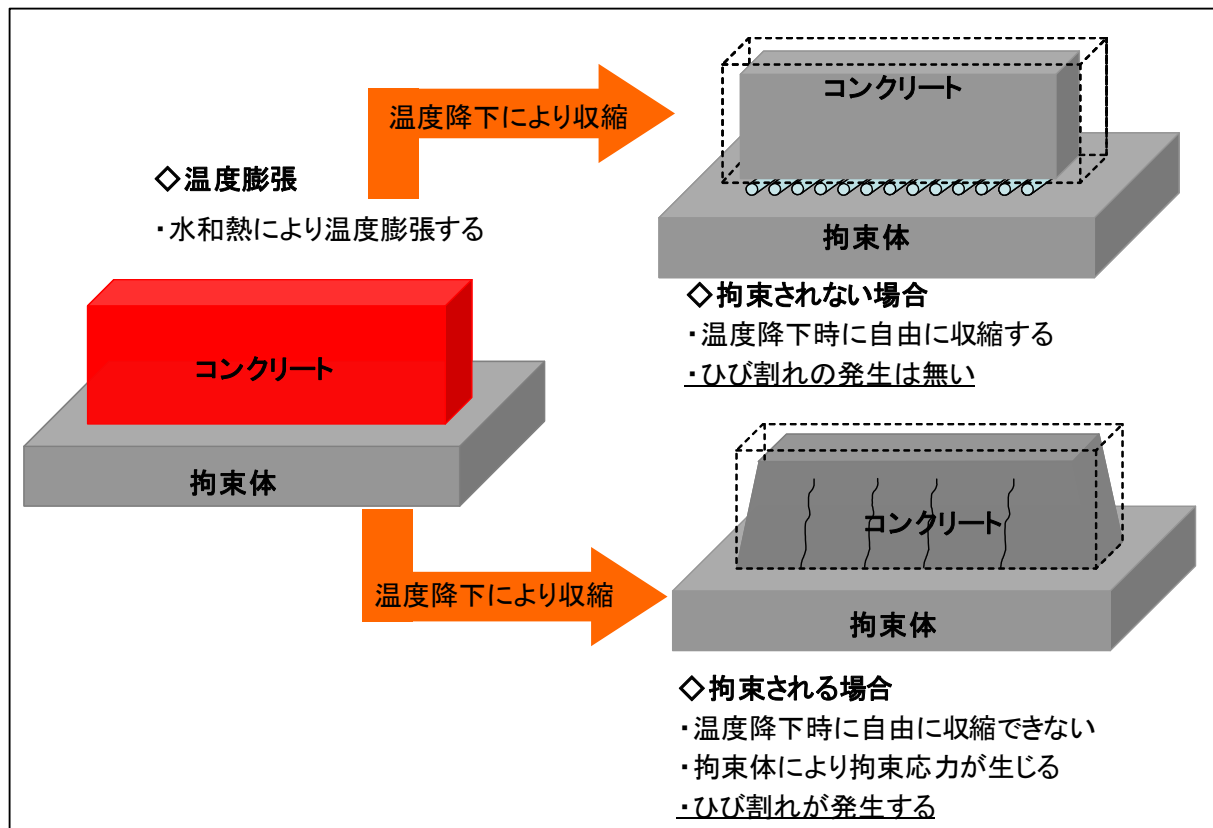 ◇温度膨張
・水和熱により温度膨張する
コンクリート
拘束体
温度降下により収縮
コンクリート
拘束体
◇拘束されない場合
・温度降下時に自由に収縮する
・ひび割れの発生は無い
温度降下により収縮
コンクリート
拘束体
◇拘束される場合
・温度降下時に自由に収縮できない
・拘束体により拘束応力が生じる
・ひび割れが発生する